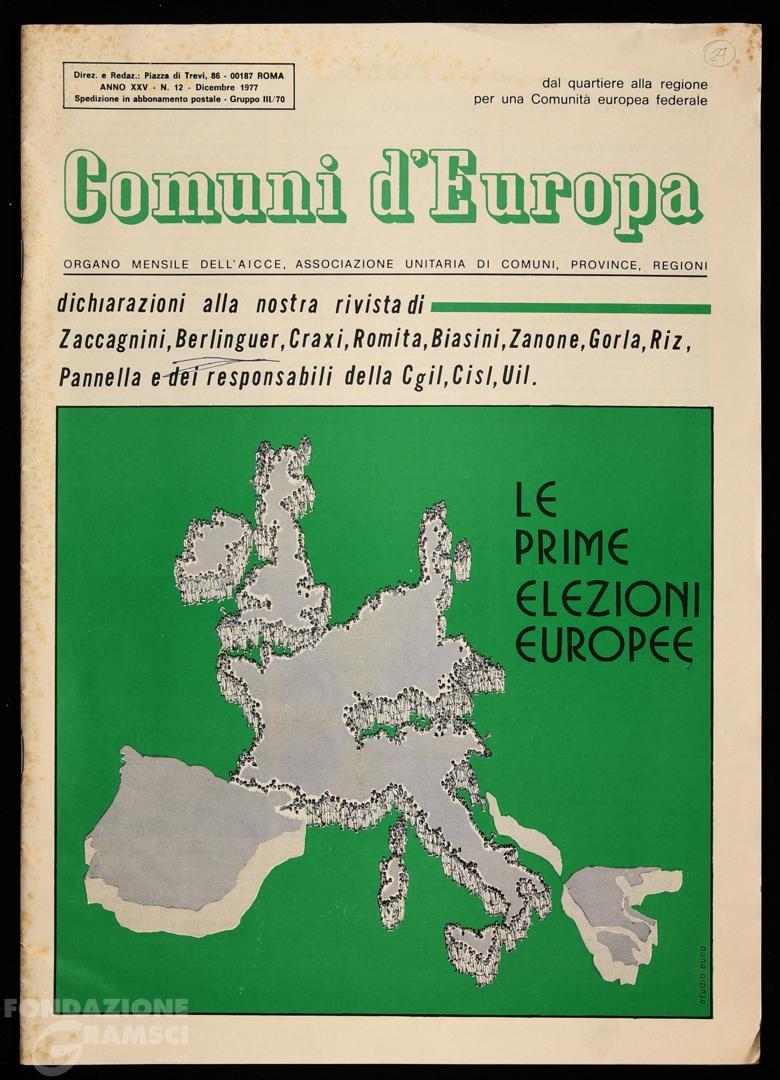 27
Direz. e Redaz.: Piazza di Trevi, 86 - 00187 ROMA
ANNO XXV - N. 12 - Dicembre 1977
Spedizione in abbonamento postale - Gruppo III/70
dal quartiere alla regione
per una Comunità europea federale
Comuni d'Europa
ORGANO MENSILE DELL'AICCE, ASSOCIAZIONE UNITARIA DI COMUNI, PROVINCE, REGIONI
dichiarazioni alla nostra rivista di
Zaccagnini, Berlinguer, Craxi, Romita, Biasini, Zanone, Gorla, Riz,
Pannella e dei responsabili della Cgil, Cisl, Uil.
LE
PRIME
ELEZIONI
EUROPEE
studio euno
FONDAZIONE
GRAMSCI
onlus